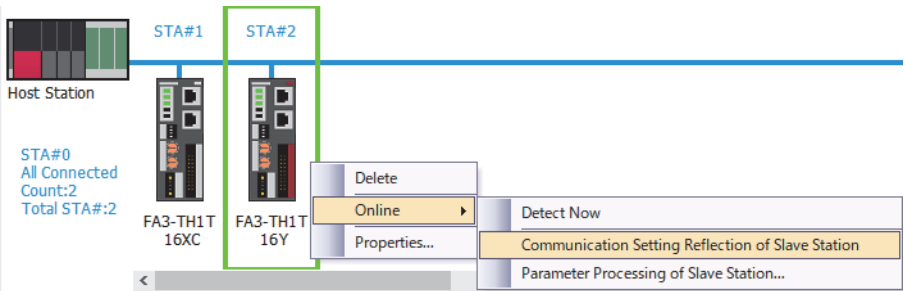 STA#1
STA#2
Host Station
STA#0
All Connected
Count:2
Total STA#:2
FA3-TH1T
16XC
FA3-TH1T
16Y
Delete
Online
Properties...
Detect Now
Communication Setting Reflection of Slave Station
Parameter Processing of Slave Station...